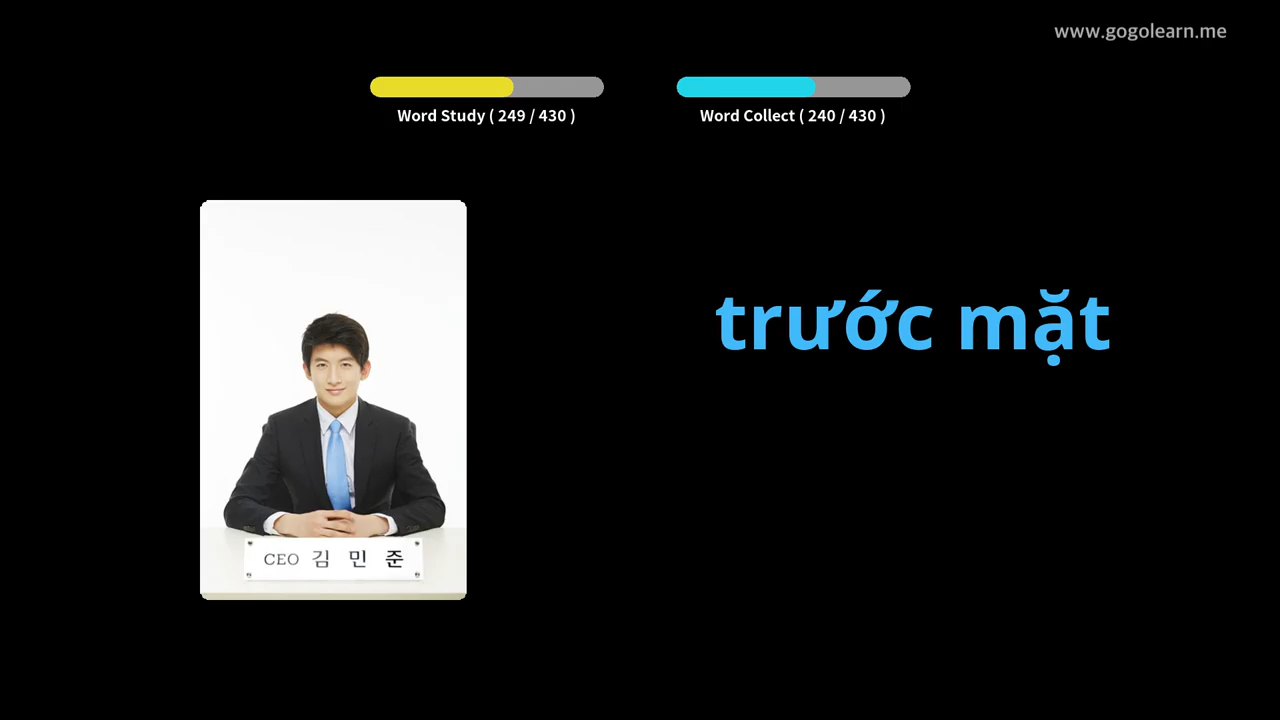 www.gogolearn.me
Word Study ( 249 / 430 )
Word Collect ( 240 / 430 )
trước mặt
CEO 김 민 준